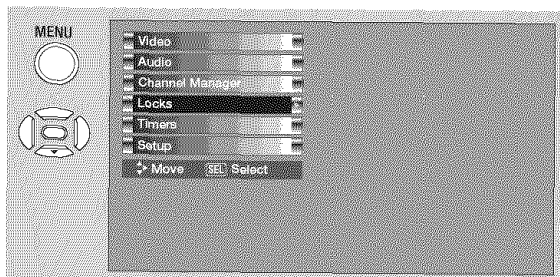 MENU
Video
Audio
Channel Manager
Locks
Timers
Setup
Move SEL Select